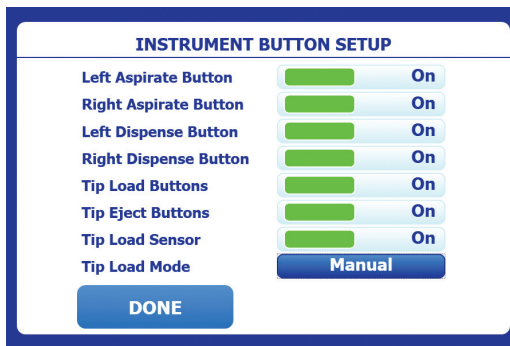 INSTRUMENT BUTTON SETUP
Left Aspirate Button On
Right Aspirate Button On
Left Dispense Button On
Right Dispense Button On
Tip Load Buttons On
Tip Eject Buttons On
Tip Load Sensor On
Tip Load Mode Manual
DONE